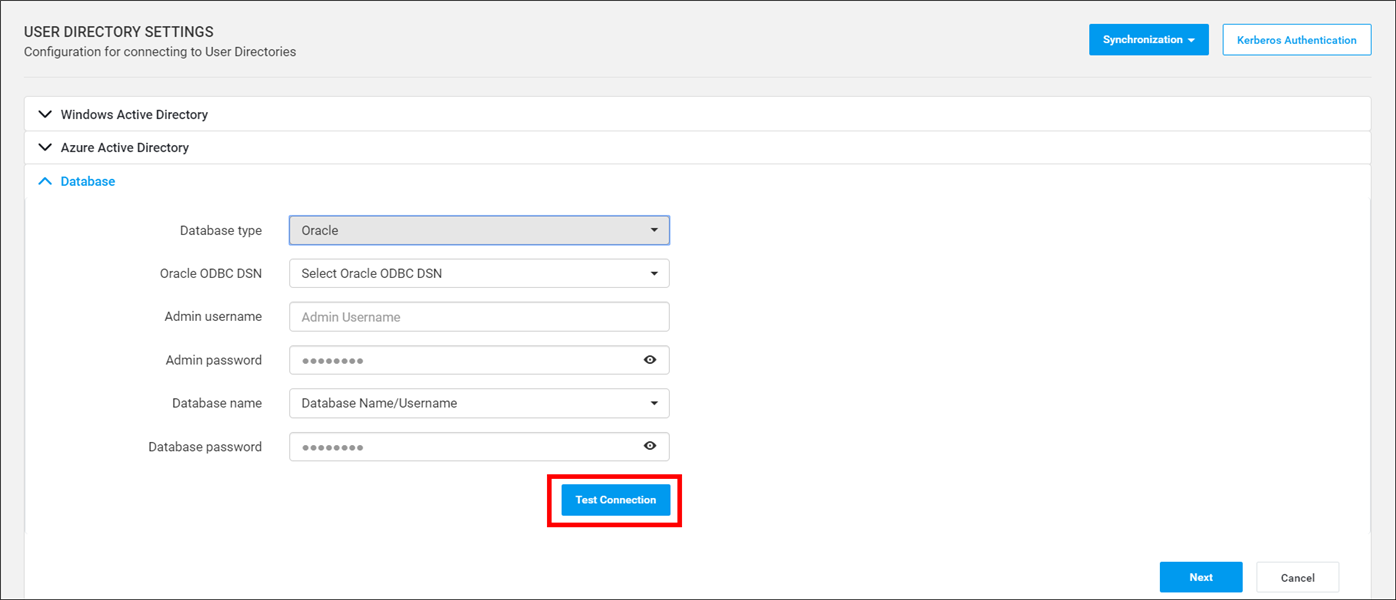 USER DIRECTORY SETTINGS
Configuration for connecting to User Directories
Synchronization
Kerberos Authentication
Windows Active Directory
Azure Active Directory
Database
Database type
Oracle
Oracle ODBC DSN
Select Oracle ODBC DSN
Admin username
Admin Username
Admin password
●●●●●●●●
Database name
Database Name/Username
Database password
●●●●●●●●
Test Connection
Next
Cancel